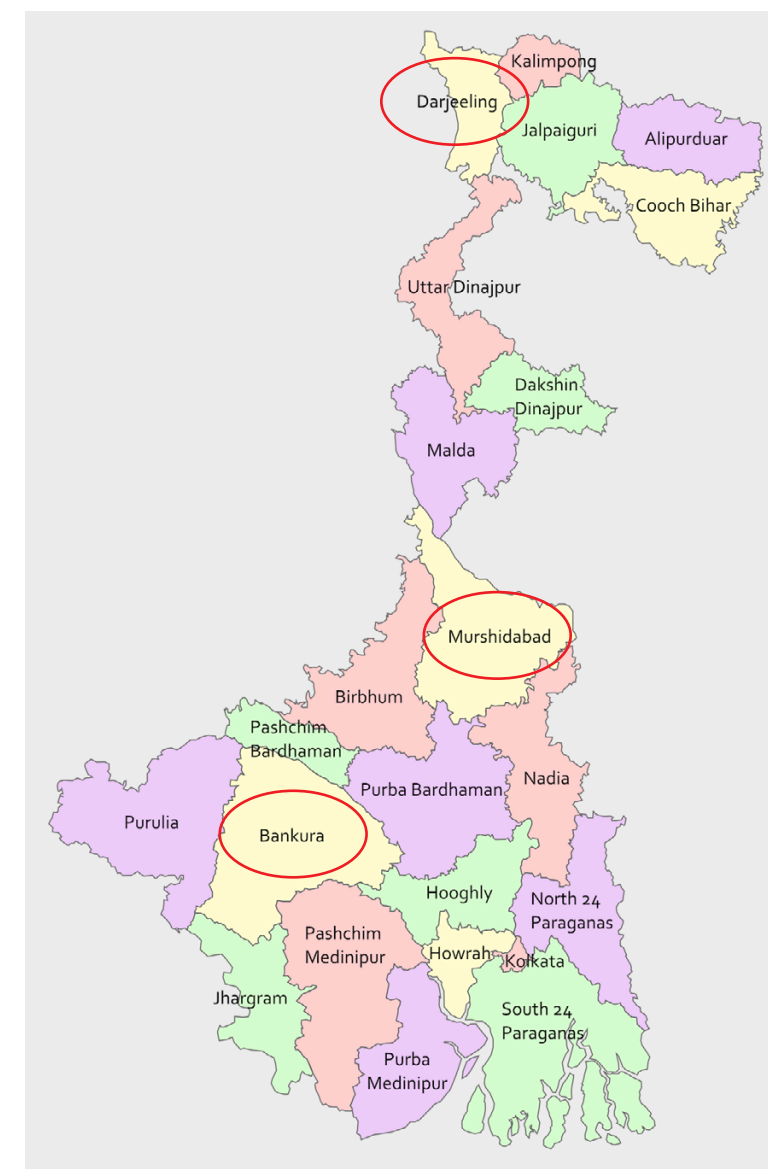 Kalimpong
Darjeeling
Jalpaiguri
Alipurduar
Cooch Bihar
Uttar Dinajpur
Dakshin
Dinajpur
Malda
Murshidabad
Birbhum
Pashchim
Bardhaman
Nadia
Purba Bardhaman
Purulia
Bankura
Hooghly
North 24
Paraganas
Pashchim
Medinipur
Howrah
Kolkata
Jhargram
South 24
Paraganas
Purba
Medinipur